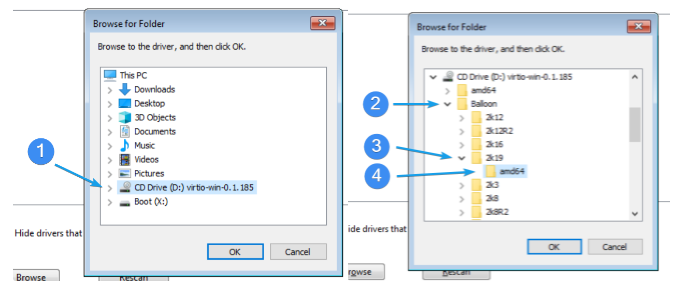 Browse for Folder
Browse to the driver, and then click OK.
This PC
Downloads
Desktop
3D Objects
Documents
Music
Videos
Pictures
CD Drive (D:) virtio-win-0.1.185
Boot (X:)
OK
Cancel
Hide drivers that
Browse
Rescan
1
Browse for Folder
Browse to the driver, and then click OK.
CD Drive (D:) virtio-win-0.1.185
amd64
Balloon
2k12
2k12R2
2k16
2k19
amd64
2k3
2k8
2k8R2
OK
Cancel
ide drivers that
rowse
Rescan
2
3
4